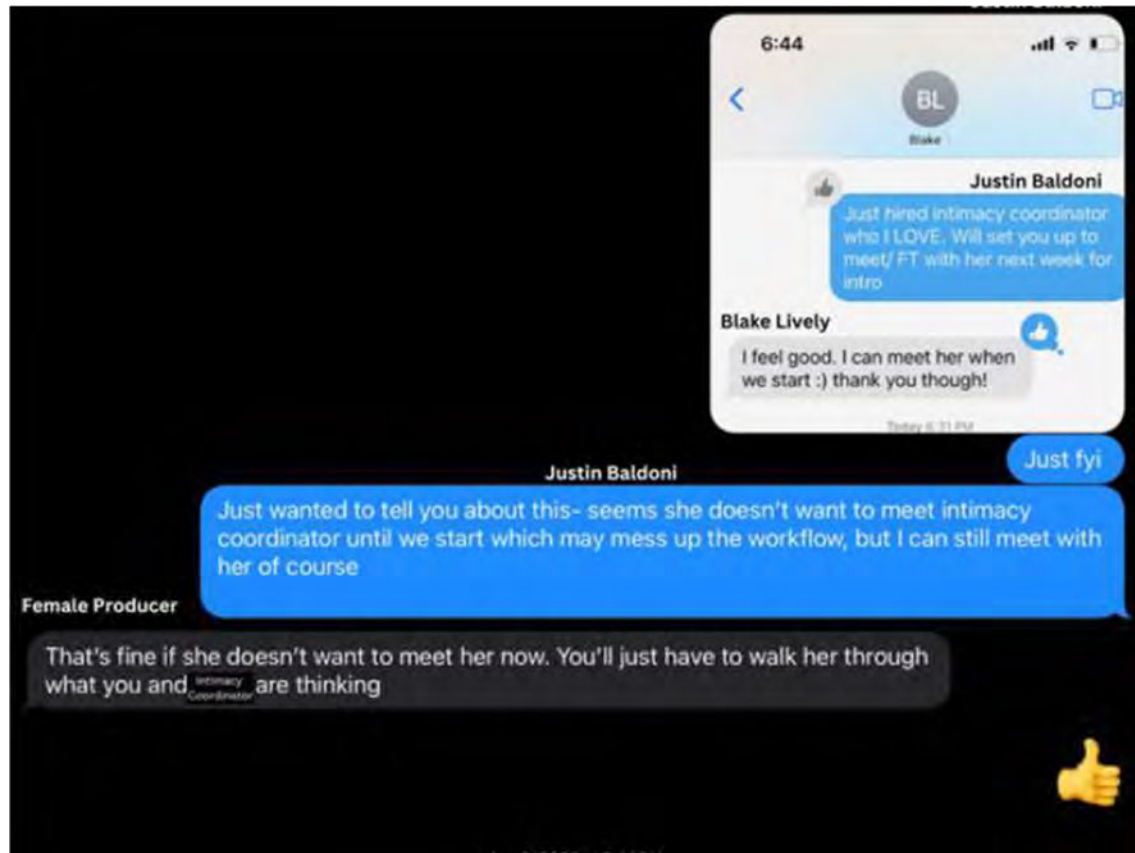 6:44
BL
Blake
Justin Baldoni
Just hired intimacy coordinator
who I LOVE. Will set you up to
meet/ FT with her next week for
intro
Blake Lively
I feel good. I can meet her when
we start :) thank you though!
Today 6:31 PM
Just fyi
Justin Baldoni
Just wanted to tell you about this- seems she doesn't want to meet intimacy
coordinator until we start which may mess up the workflow, but I can still meet with
her of course
Female Producer
That's fine if she doesn't want to meet her now. You'll just have to walk her through
what you and Intimacy Coordinator are thinking